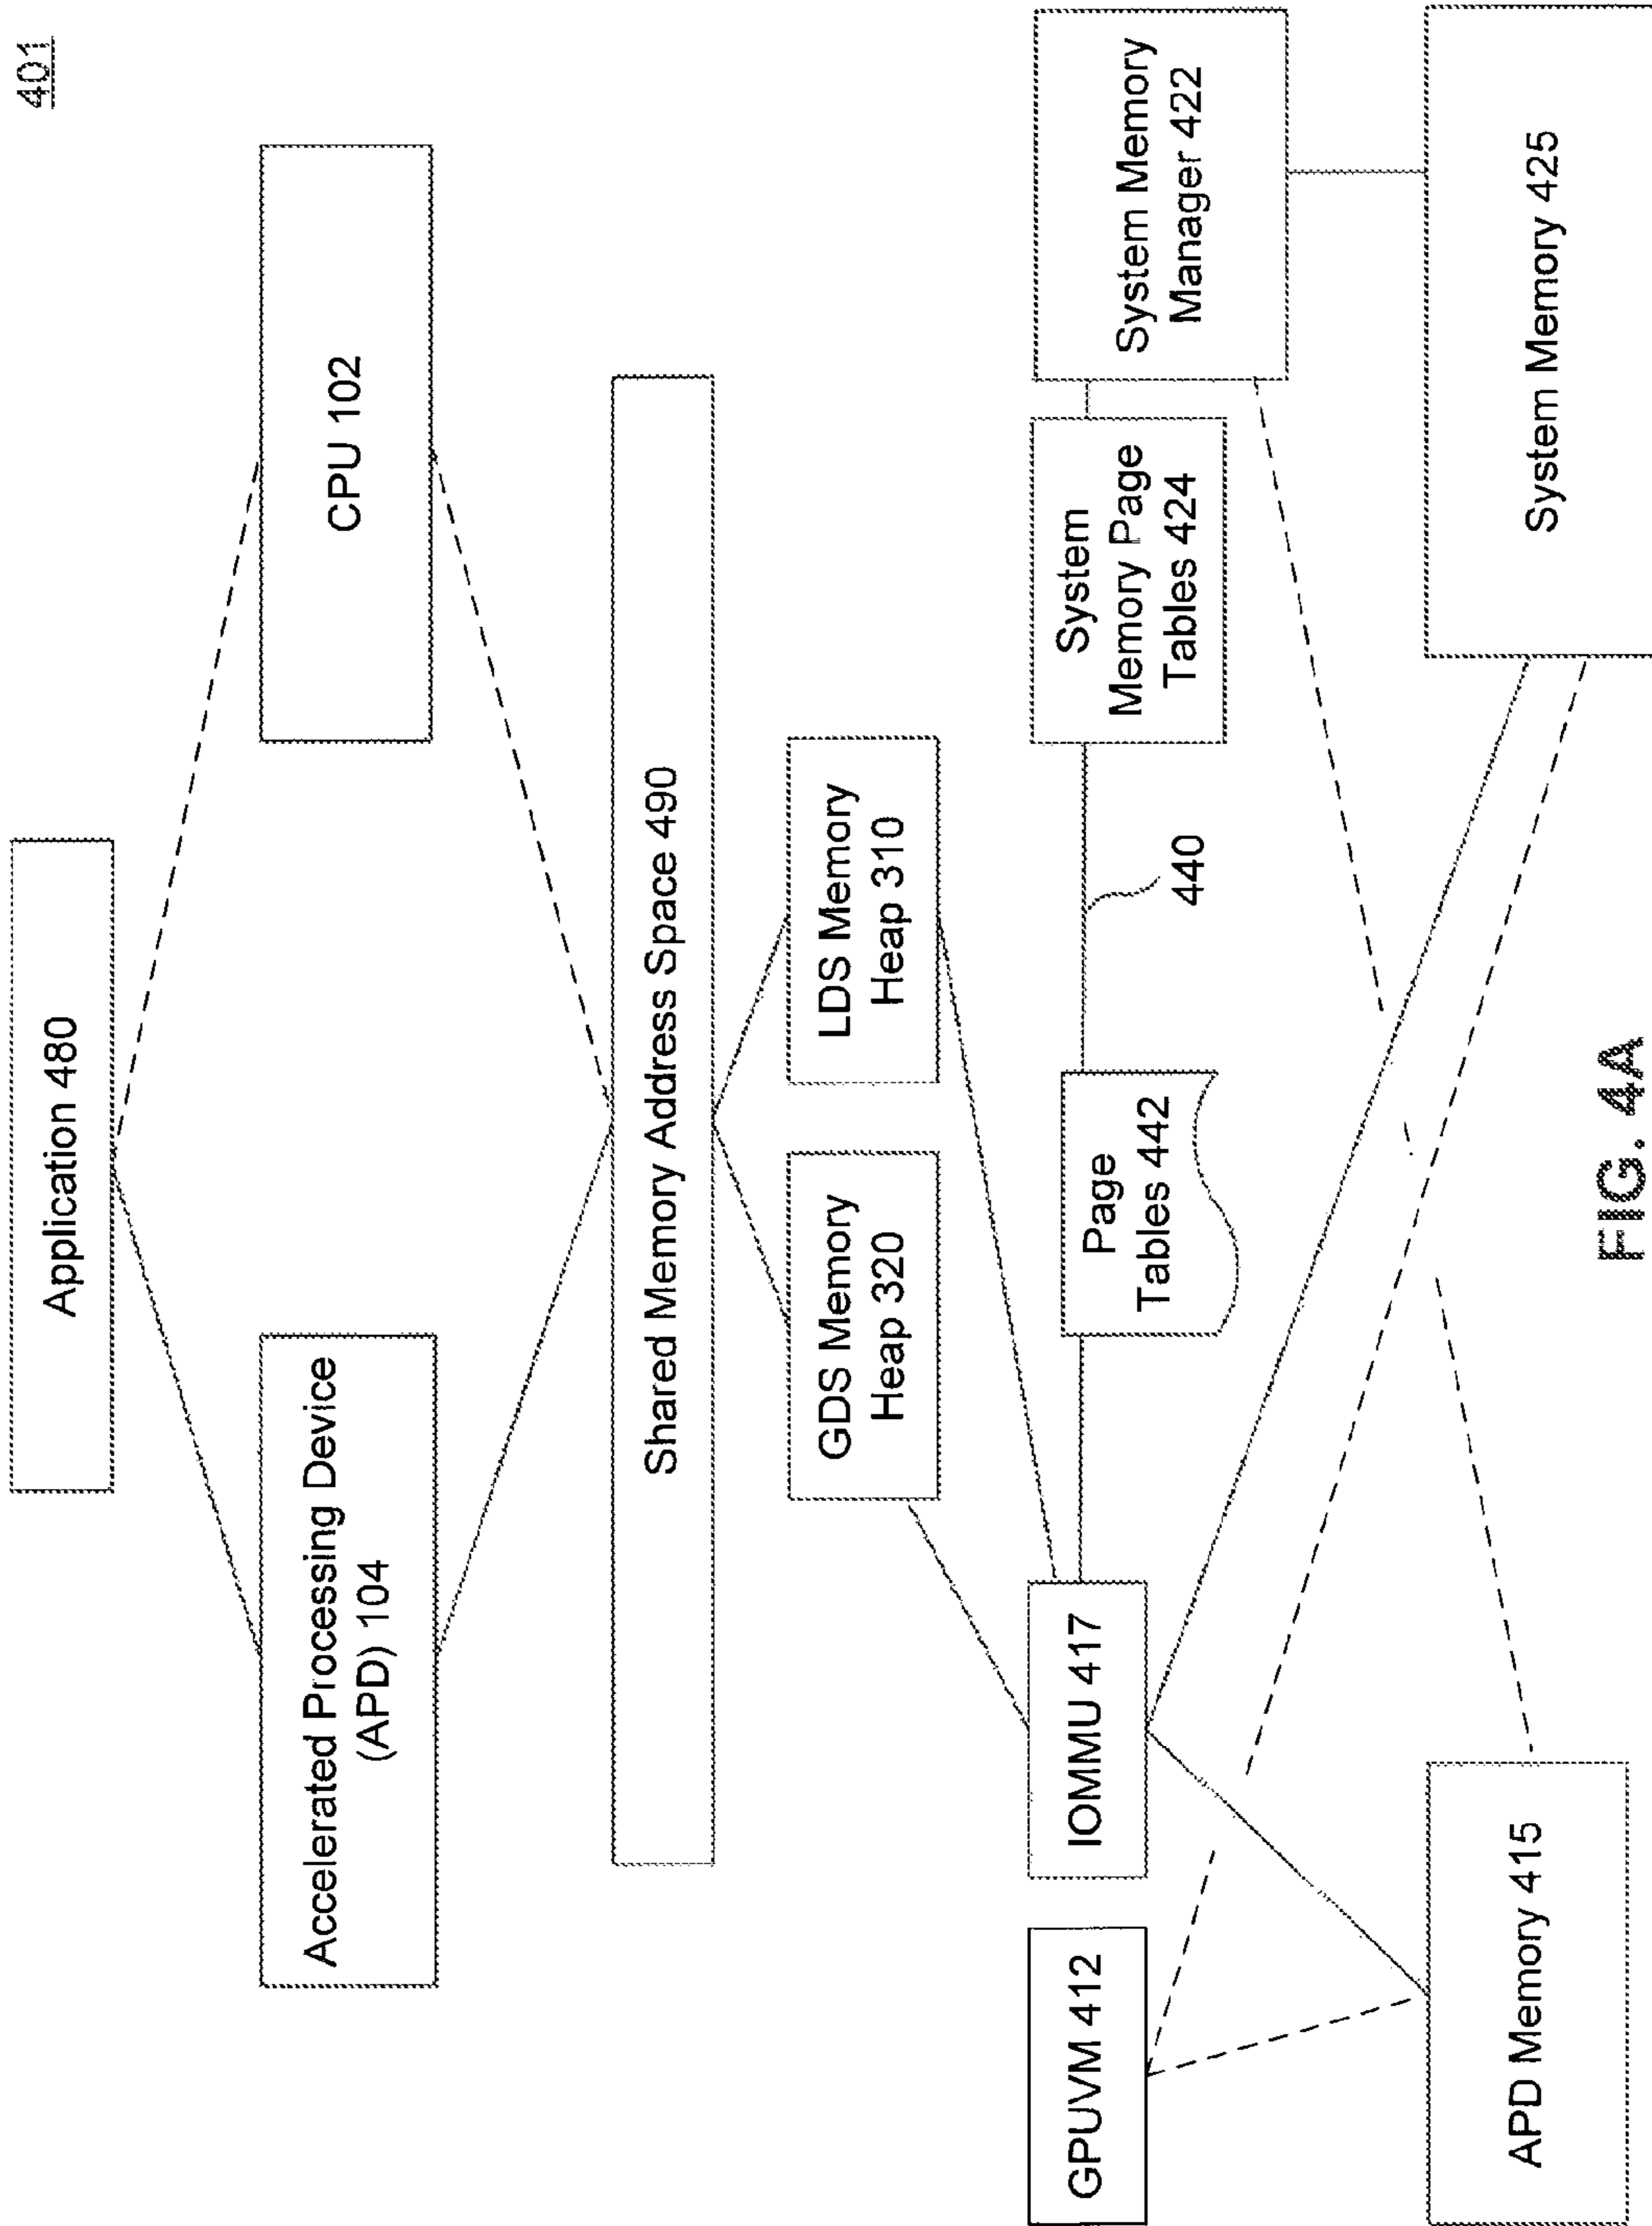 401
Application 480
Accelerated Processing Device
(APD) 104
CPU 102
Shared Memory Address Space 490
GDS Memory
Heap 320
LDS Memory
Heap 310
GPUVM 412
IOMMU 417
Page
Tables 442
440
System
Memory Page
Tables 424
System Memory
Manager 422
APD Memory 415
System Memory 425
FIG. 4A